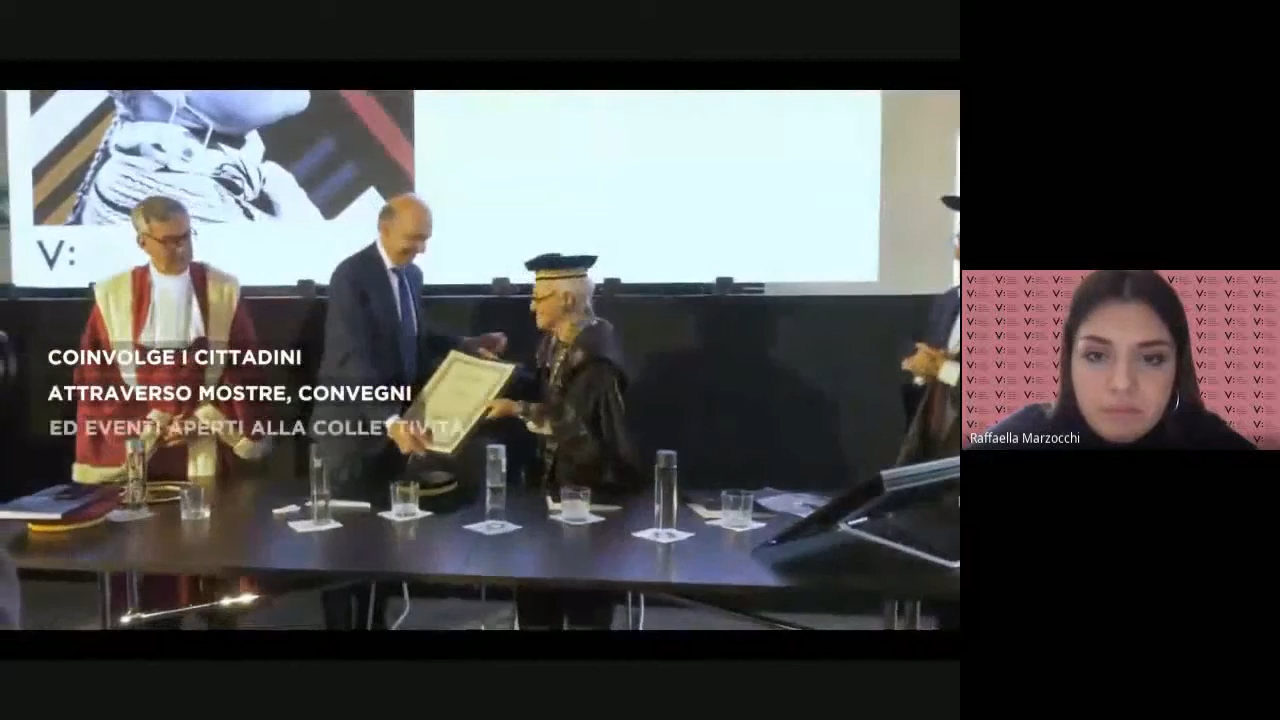 V:
COINVOLGE I CITTADINI
ATTRAVERSO MOSTRE, CONVEGNI
ED EVENTI APERTI ALLA COLLETTIVITÀ
Raffaella Marzocchi